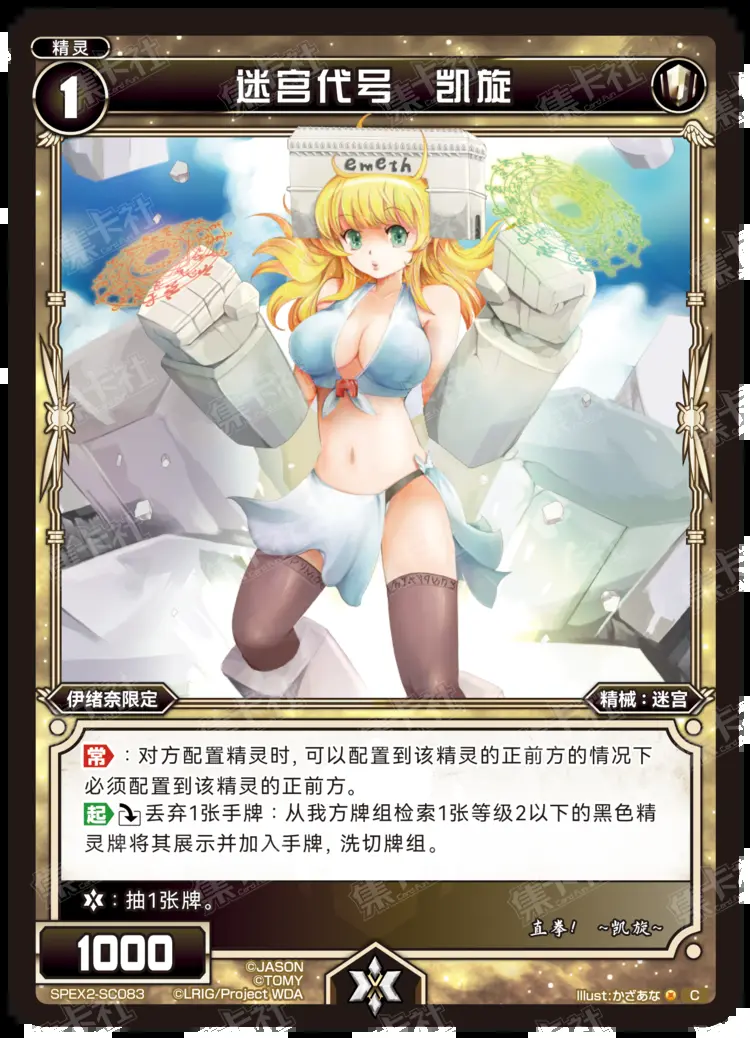 精灵
1
迷宫代号 凯旋
emeth
伊绪奈限定
精械：迷宫
常：对方配置精灵时，可以配置到该精灵的正前方的情况下
必须配置到该精灵的正前方。
起 丢弃1张手牌：从我方牌组检索1张等级2以下的黑色精
灵牌将其展示并加入手牌，洗切牌组。
：抽1张牌。
直拳！ ~凯旋~
1000
©JASON
©TOMY
SPEX2-SC083 ©LRIG/Project WDA
Illust:かざあな C
集卡社